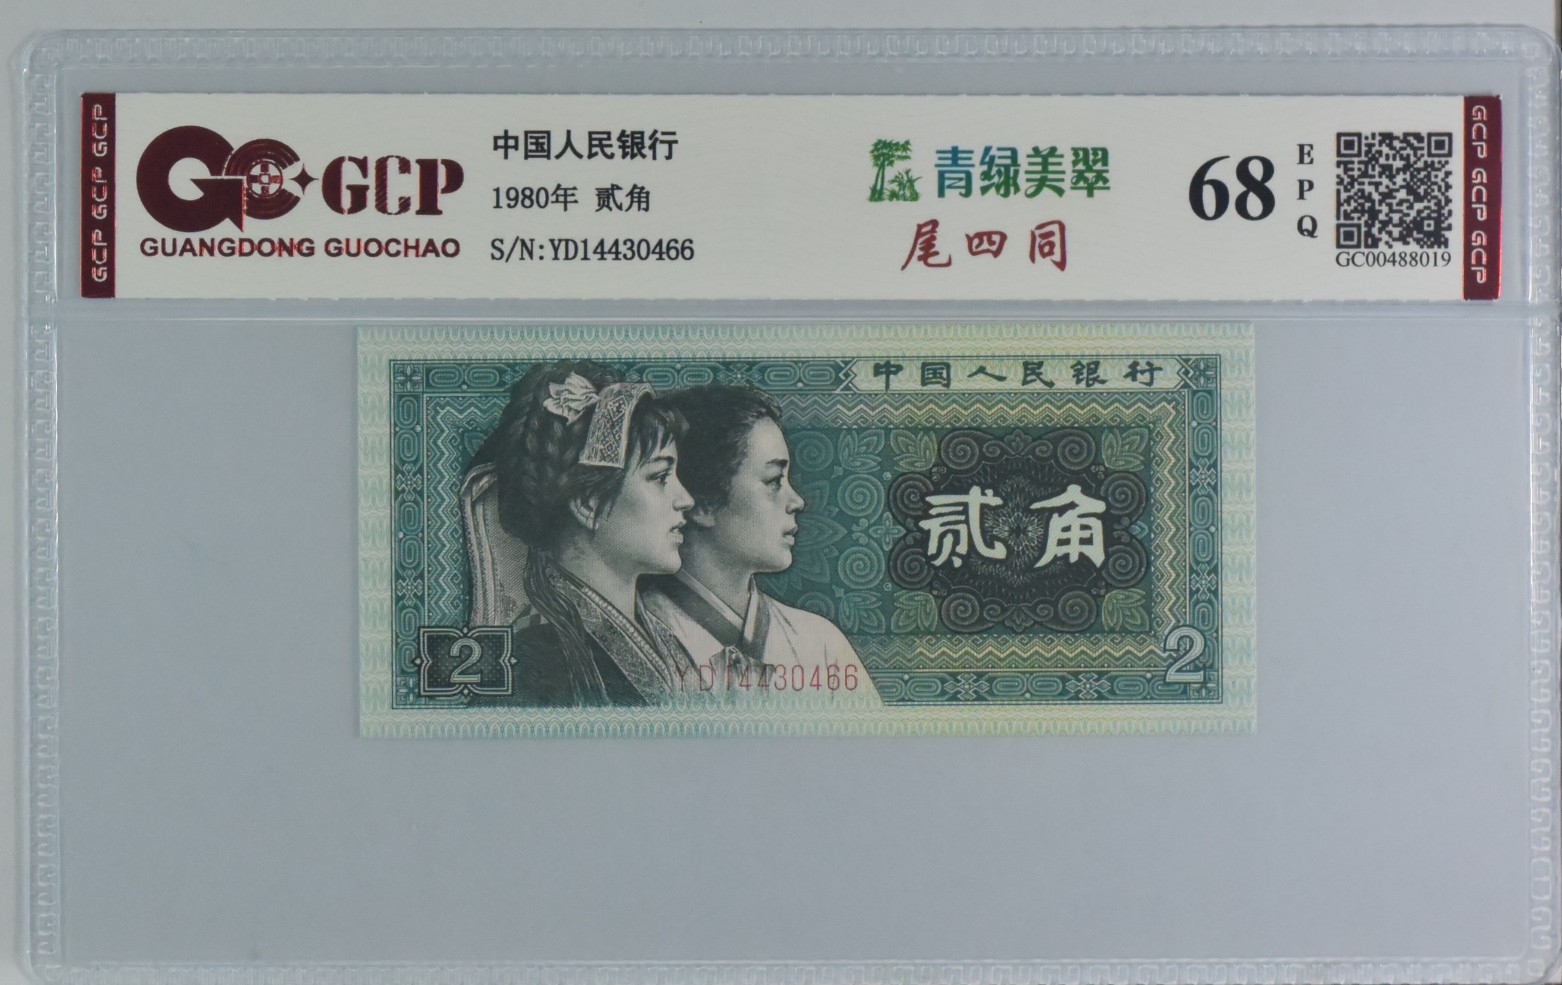 GCP
GUANGDONG GUOCHAO
中国人民银行
1980年 贰角
S/N:YD14430466
青绿美翠
尾四同
68
EPQ
GC00488019
GCP GCP GCP
GCP GCP GCP
中国人民银行
贰角
2
2
YD14430466